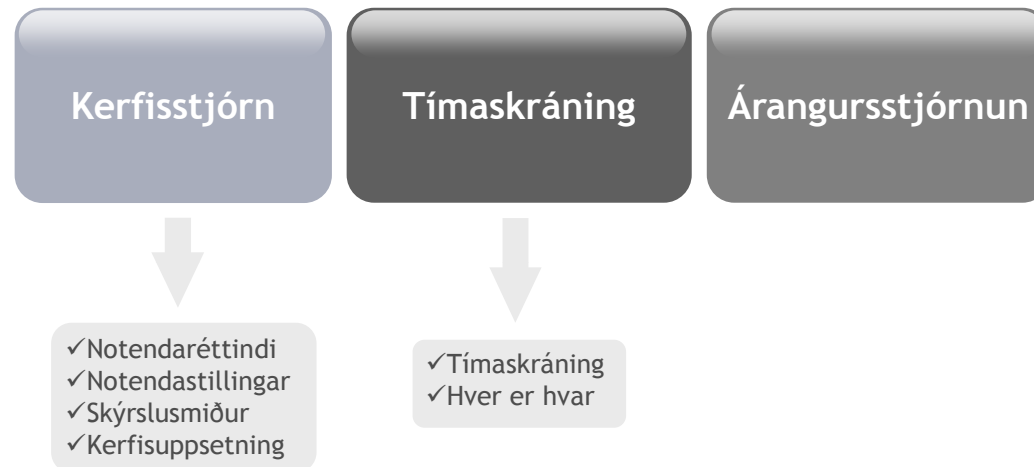 Kerfisstjórn
Tímaskráning
Árangursstjórnun
✓Notendaréttindi
✓Notendastillingar
✓Skýrslusmiður
✓Kerfisuppsetning
✓Tímaskráning
✓Hver er hvar